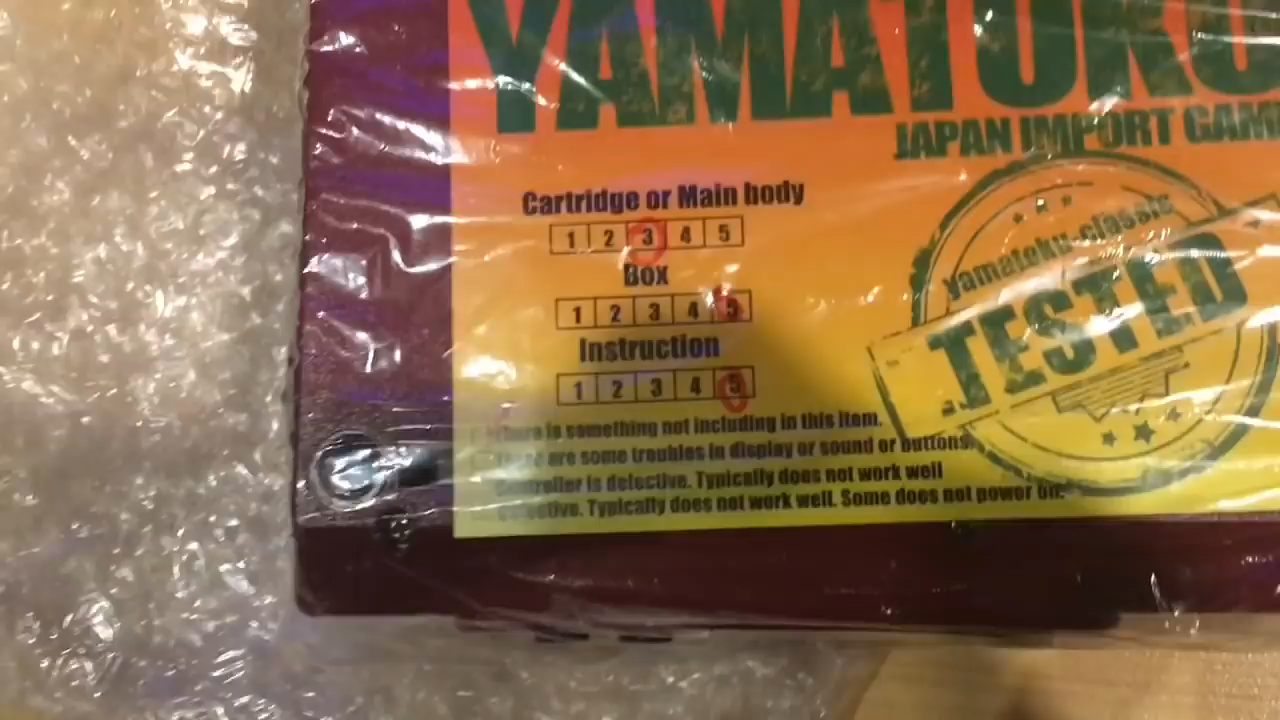 YAMATOKU
JAPAN IMPORT GAM
Cartridge or Main body
1 2 3 4 5
Box
1 2 3 4 5
Instruction
1 2 3 4 5
yamatoku-classic
TESTED
is something not including in this item.
are some troubles in display or sound or buttons.
is defective. Typically does not work well
Typically does not work well. Some does not power on.